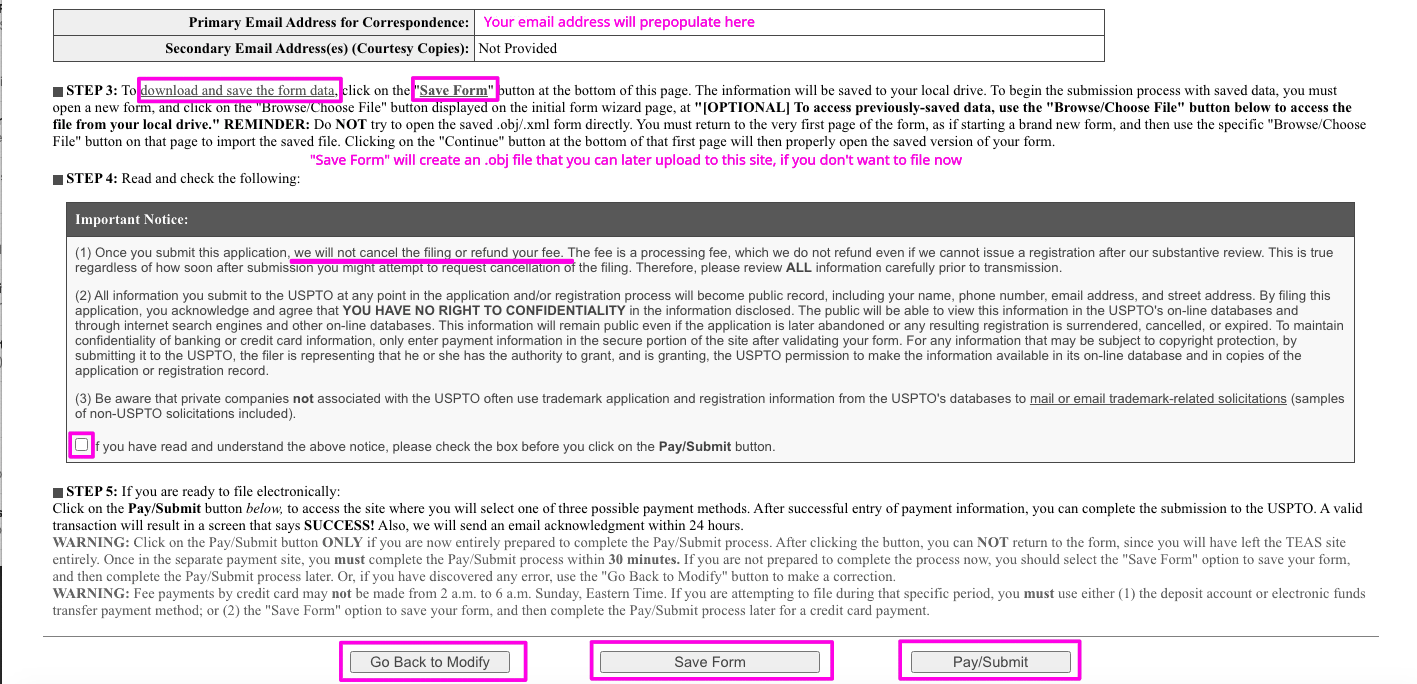 Primary Email Address for Correspondence: Your email address will prepopulate here
Secondary Email Address(es) (Courtesy Copies): Not Provided
STEP 3: To download and save the form data, click on the "Save Form" button at the bottom of this page. The information will be saved to your local drive. To begin the submission process with saved data, you must
open a new form, and click on the "Browse/Choose File" button displayed on the initial form wizard page, at "[OPTIONAL] To access previously-saved data, use the "Browse/Choose File" button below to access the
file from your local drive." REMINDER: Do NOT try to open the saved .obj/.xml form directly. You must return to the very first page of the form, as if starting a brand new form, and then use the specific "Browse/Choose
File" button on that page to import the saved file. Clicking on the "Continue" button at the bottom of that first page will then properly open the saved version of your form.
"Save Form" will create an .obj file that you can later upload to this site, if you don't want to file now
STEP 4: Read and check the following:
Important Notice:
(1) Once you submit this application, we will not cancel the filing or refund your fee. The fee is a processing fee, which we do not refund even if we cannot issue a registration after our substantive review. This is true
regardless of how soon after submission you might attempt to request cancellation of the filing. Therefore, please review ALL information carefully prior to transmission.
(2) All information you submit to the USPTO at any point in the application and/or registration process will become public record, including your name, phone number, email address, and street address. By filing this
application, you acknowledge and agree that YOU HAVE NO RIGHT TO CONFIDENTIALITY in the information disclosed. The public will be able to view this information in the USPTO's on-line databases and
through internet search engines and other on-line databases. This information will remain public even if the application is later abandoned or any resulting registration is surrendered, cancelled, or expired. To maintain
confidentiality of banking or credit card information, only enter payment information in the secure portion of the site after validating your form. For any information that may be subject to copyright protection, by
submitting it to the USPTO, the filer is representing that he or she has the authority to grant, and is granting, the USPTO permission to make the information available in its on-line database and in copies of the
application or registration record.
(3) Be aware that private companies not associated with the USPTO often use trademark application and registration information from the USPTO's databases to mail or email trademark-related solicitations (samples
of non-USPTO solicitations included).
If you have read and understand the above notice, please check the box before you click on the Pay/Submit button.
STEP 5: If you are ready to file electronically:
Click on the Pay/Submit button below, to access the site where you will select one of three possible payment methods. After successful entry of payment information, you can complete the submission to the USPTO. A valid
transaction will result in a screen that says SUCCESS! Also, we will send an email acknowledgment within 24 hours.
WARNING: Click on the Pay/Submit button ONLY if you are now entirely prepared to complete the Pay/Submit process. After clicking the button, you can NOT return to the form, since you will have left the TEAS site
entirely. Once in the separate payment site, you must complete the Pay/Submit process within 30 minutes. If you are not prepared to complete the process now, you should select the "Save Form" option to save your form,
and then complete the Pay/Submit process later. Or, if you have discovered any error, use the "Go Back to Modify" button to make a correction.
WARNING: Fee payments by credit card may not be made from 2 a.m. to 6 a.m. Sunday, Eastern Time. If you are attempting to file during that specific period, you must use either (1) the deposit account or electronic funds
transfer payment method; or (2) the "Save Form" option to save your form, and then complete the Pay/Submit process later for a credit card payment.
Go Back to Modify Save Form Pay/Submit